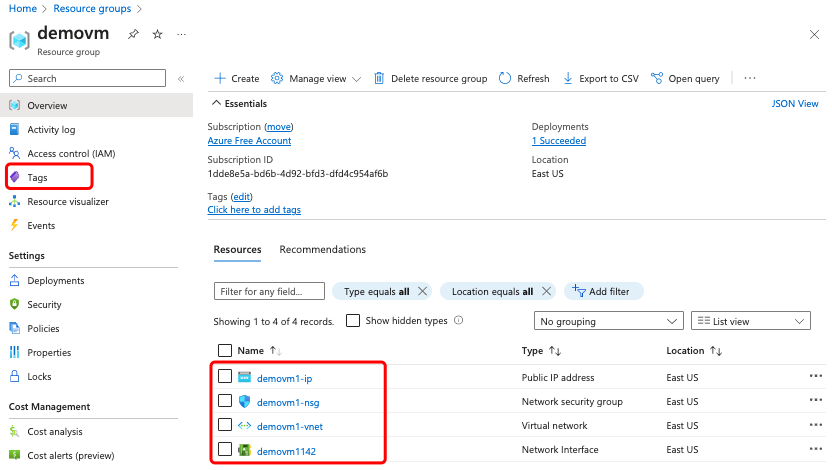 Home > Resource groups >
demovm
Resource group
Search
Overview
Activity log
Access control (IAM)
Tags
Resource visualizer
Events
Settings
Deployments
Security
Policies
Properties
Locks
Cost Management
Cost analysis
Cost alerts (preview)
Create Manage view Delete resource group Refresh Export to CSV Open query
Essentials JSON View
Subscription (move) Deployments
Azure Free Account 1 Succeeded
Subscription ID Location
1dde8e5a-bd6b-4d92-bfd3-dfd4c954af6b East US
Tags (edit)
Click here to add tags
Resources Recommendations
Filter for any field... Type equals all Location equals all Add filter
Showing 1 to 4 of 4 records. Show hidden types No grouping List view
Name Type Location
demovm1-ip Public IP address East US
demovm1-nsg Network security group East US
demovm1-vnet Virtual network East US
demovm1142 Network Interface East US